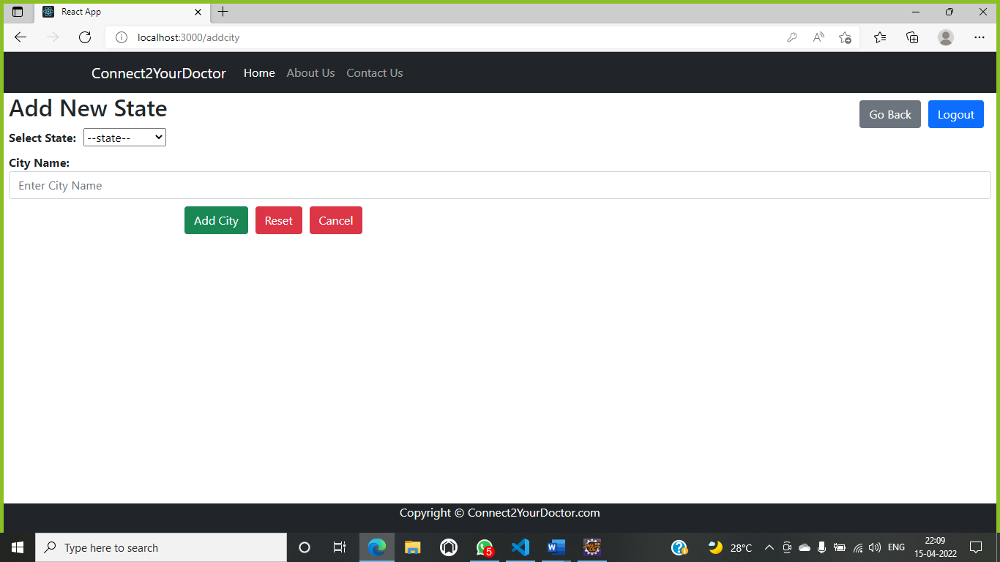 React App
localhost:3000/addcity
Connect2YourDoctor Home About Us Contact Us
Add New State
Go Back Logout
Select State: --state--
City Name:
Enter City Name
Add City Reset Cancel
Copyright © Connect2YourDoctor.com
Type here to search
5
28°C
ENG
22:09
15-04-2022